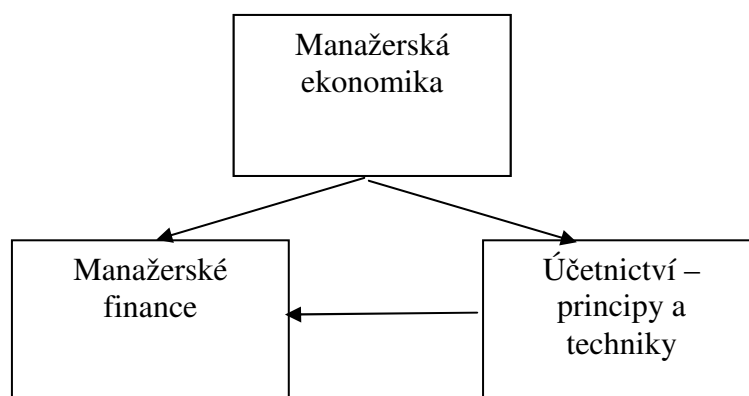 Manažerská
ekonomika
Manažerské
finance
Účetnictví –
principy a
techniky